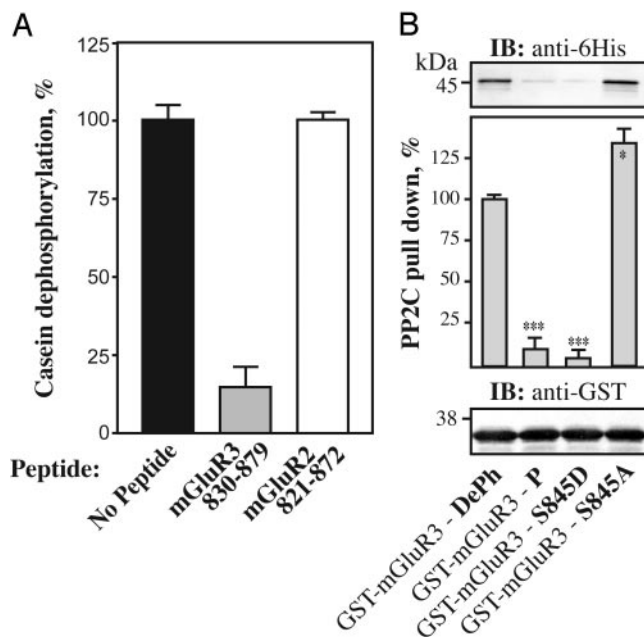 A
Casein dephosphorylation, %
125
100
75
50
25
0
Peptide:
No Peptide
mGluR3
830-879
mGluR2
821-872
B
IB: anti-6His
kDa
45
PP2C pull down, %
125
100
75
50
25
*
***
***
IB: anti-GST
38
GST-mGluR3 - DePh
GST-mGluR3 - P
GST-mGluR3 - S845D
GST-mGluR3 - S845A